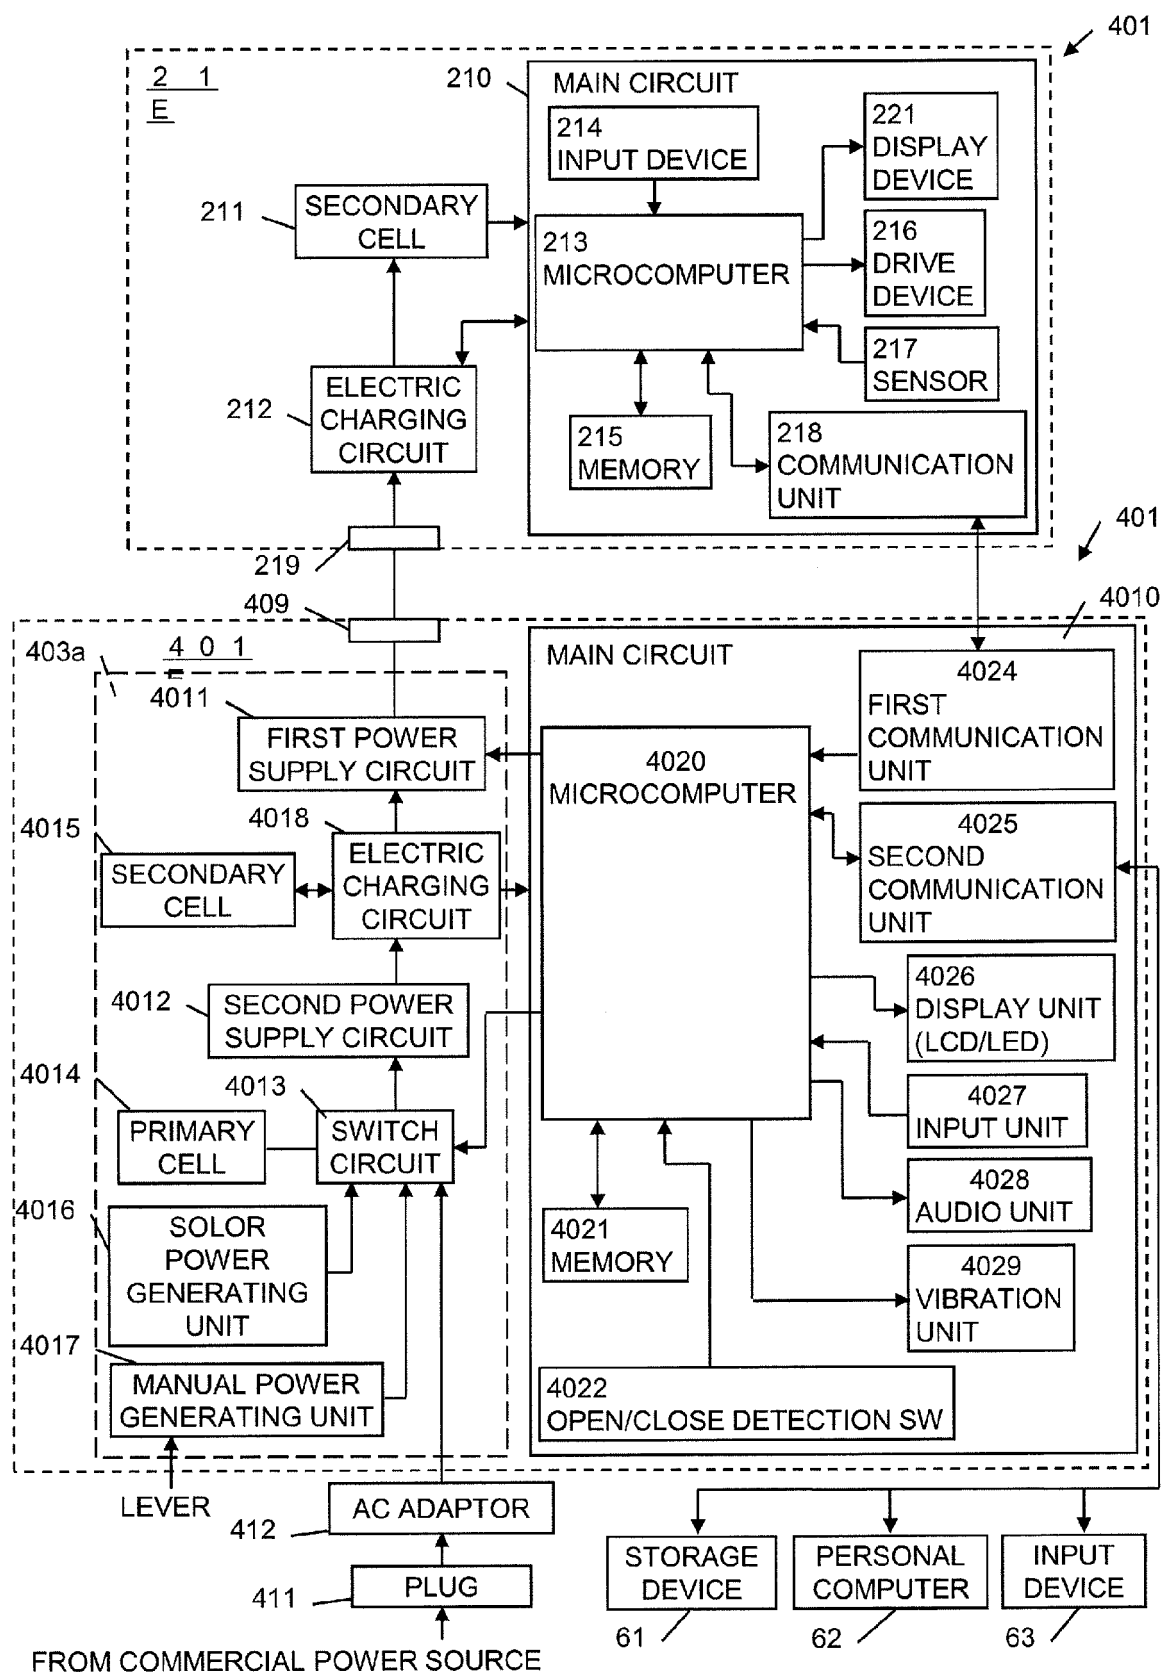 401
2 1
E
210
MAIN CIRCUIT
214
INPUT DEVICE
221
DISPLAY
DEVICE
211
SECONDARY
CELL
213
MICROCOMPUTER
216
DRIVE
DEVICE
217
SENSOR
212
ELECTRIC
CHARGING
CIRCUIT
215
MEMORY
218
COMMUNICATION
UNIT
219
401
409
4010
403a
4 0 1
MAIN CIRCUIT
4011
FIRST POWER
SUPPLY CIRCUIT
4024
FIRST
COMMUNICATION
UNIT
4020
MICROCOMPUTER
4015
4018
SECONDARY
CELL
ELECTRIC
CHARGING
CIRCUIT
4025
SECOND
COMMUNICATION
UNIT
4012
SECOND POWER
SUPPLY CIRCUIT
4026
DISPLAY UNIT
(LCD/LED)
4014
4013
PRIMARY
CELL
SWITCH
CIRCUIT
4027
INPUT UNIT
4028
AUDIO UNIT
4016
SOLOR
POWER
GENERATING
UNIT
4021
MEMORY
4029
VIBRATION
UNIT
4017
MANUAL POWER
GENERATING UNIT
4022
OPEN/CLOSE DETECTION SW
LEVER
AC ADAPTOR
412
PLUG
411
STORAGE
DEVICE
PERSONAL
COMPUTER
INPUT
DEVICE
61
62
63
FROM COMMERCIAL POWER SOURCE